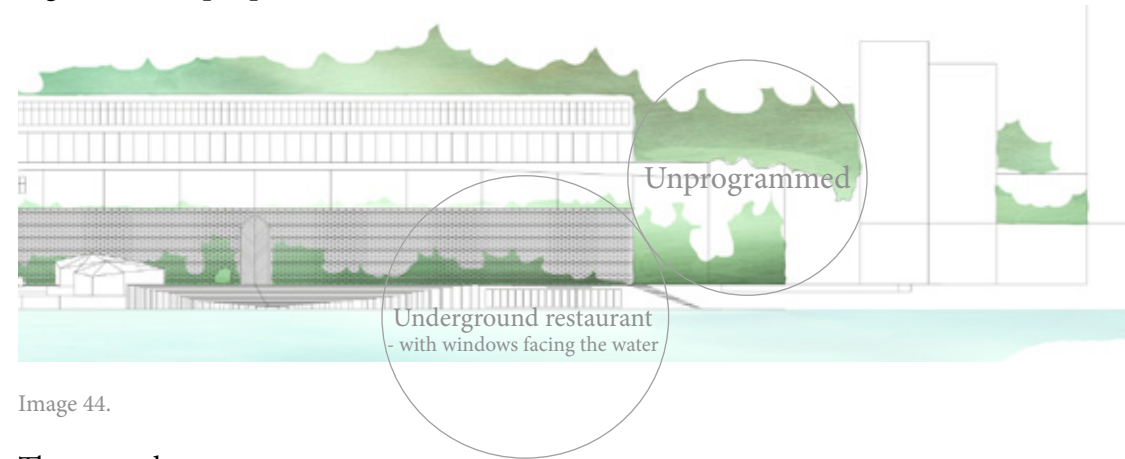 Unprogrammed
Underground restaurant
- with windows facing the water
Image 44.